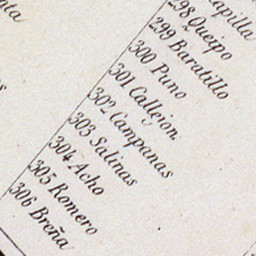 298 Queipo
299 Baratillo
300 Puno
301 Callejon.
302 Campanas
303 Salinas
304 Acho
305 Romero
306 Breña